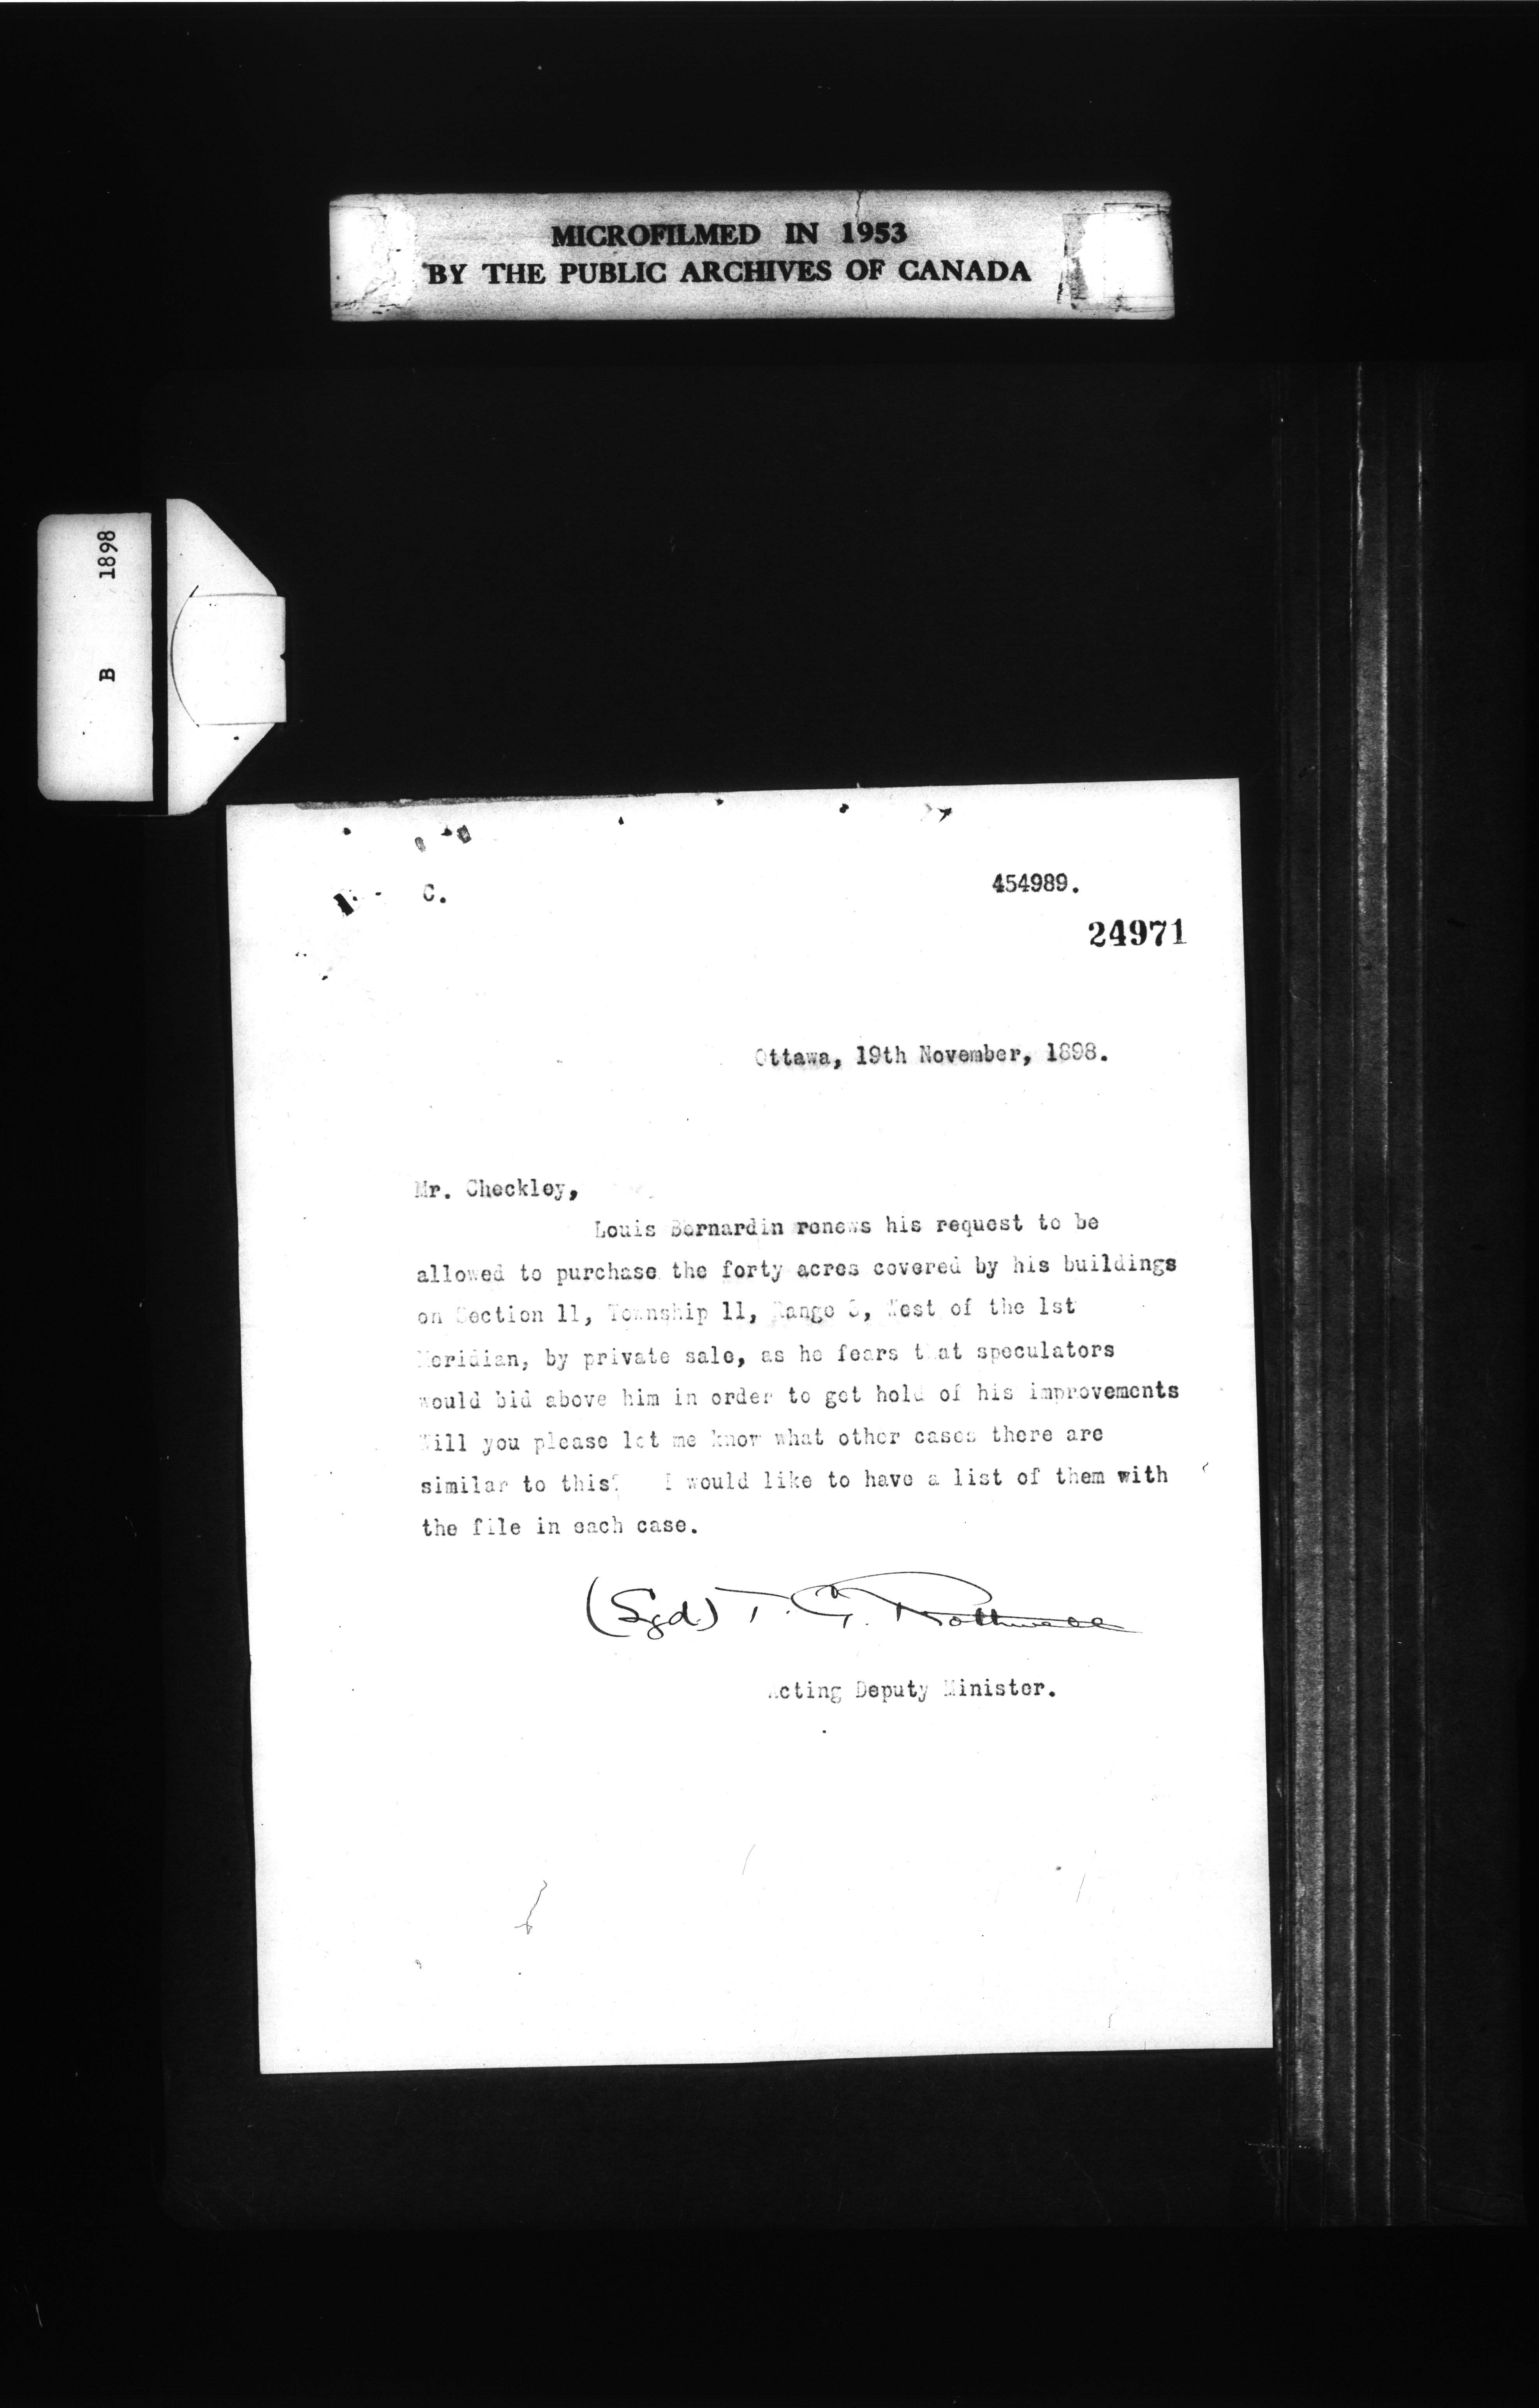 MICROFILMED IN 1953
BY THE PUBLIC ARCHIVES OF CANADA
B 1898
C. 454989.
24971
Ottawa, 19th November, 1898.
Mr. Checkley,
Louis Bernardin renews his request to be
allowed to purchase the forty acres covered by his buildings
on Section 11, Township 11, Range , West of the 1st
Meridian, by private sale, as he fears that speculators
would bid above him in order to get hold of his improvements
Will you please let me know what other cases there are
similar to this? I would like to have a list of them with
the file in each case.
(Sgd) T. G. Rothwell
Acting Deputy Minister.